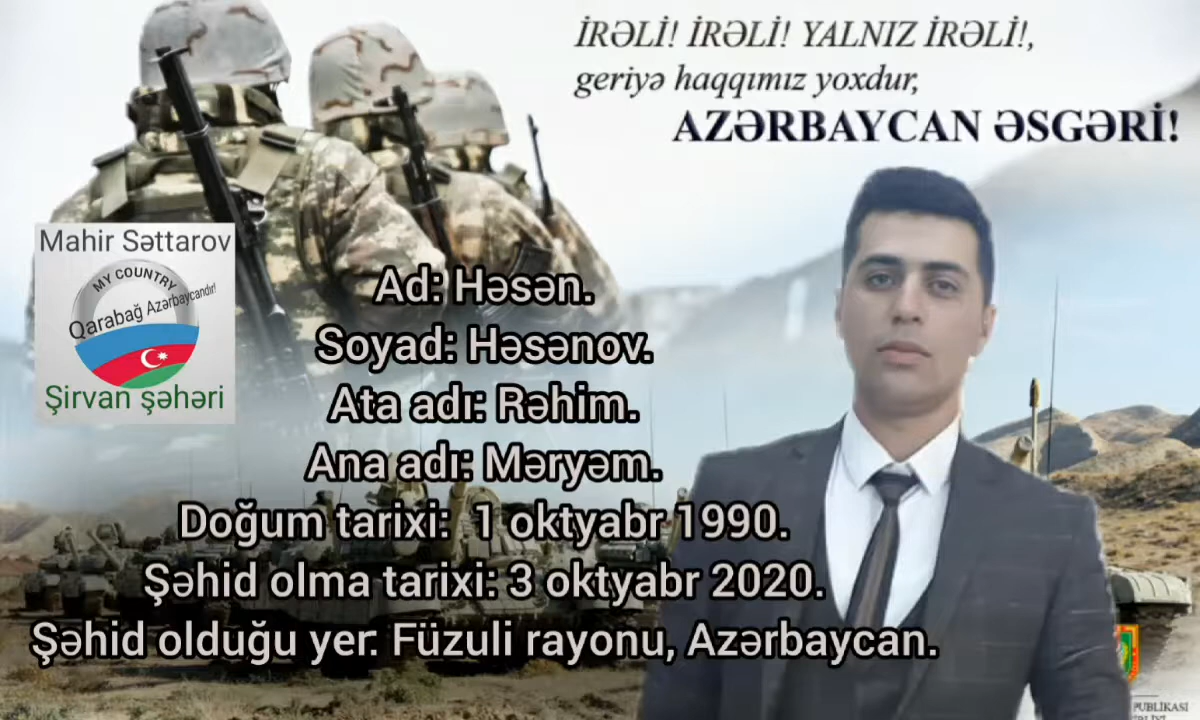 İRƏLİ! İRƏLİ! YALNIZ İRƏLİ!,
geriyə haqqımız yoxdur,
AZƏRBAYCAN ƏSGƏRİ!
Mahir Səttarov
MY COUNTRY
Qarabağ Azərbaycandır!
Şirvan şəhəri
Ad: Həsən.
Soyad: Həsənov.
Ata adı: Rəhim.
Ana adı: Məryəm.
Doğum tarixi: 1 oktyabr 1990.
Şəhid olma tarixi: 3 oktyabr 2020.
Şəhid olduğu yer: Füzuli rayonu, Azərbaycan.
PUBLİKASI